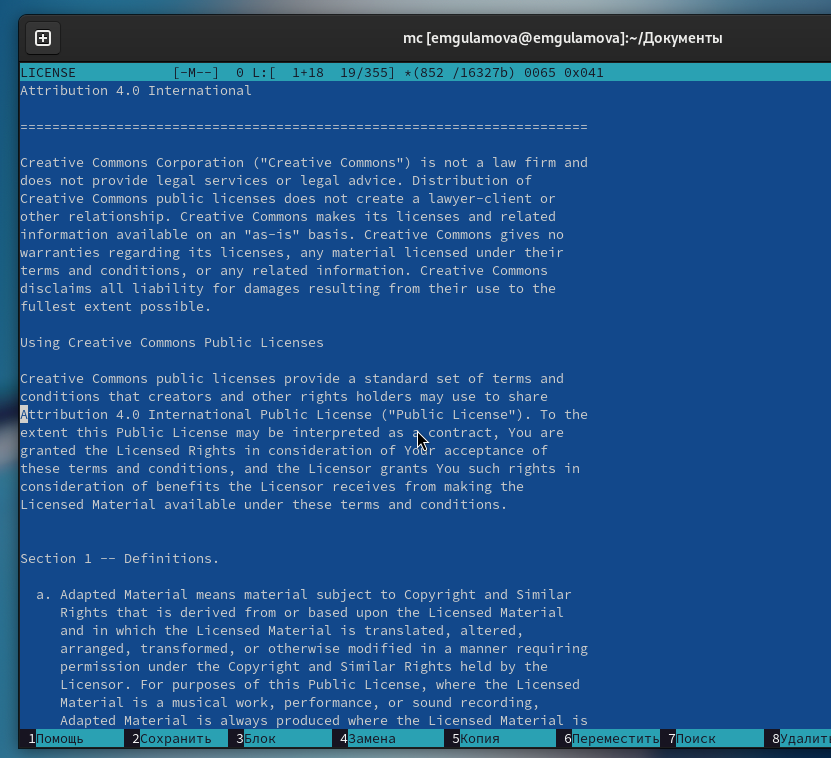 mc [emgulamova@emgulamova]:~/Документы
LICENSE [-M--] 0 L:[ 1+18 19/355] *(852 /16327b) 0065 0x041
Attribution 4.0 International
=======================================================================
Creative Commons Corporation ("Creative Commons") is not a law firm and
does not provide legal services or legal advice. Distribution of
Creative Commons public licenses does not create a lawyer-client or
other relationship. Creative Commons makes its licenses and related
information available on an "as-is" basis. Creative Commons gives no
warranties regarding its licenses, any material licensed under their
terms and conditions, or any related information. Creative Commons
disclaims all liability for damages resulting from their use to the
fullest extent possible.
Using Creative Commons Public Licenses
Creative Commons public licenses provide a standard set of terms and
conditions that creators and other rights holders may use to share
Attribution 4.0 International Public License ("Public License"). To the
extent this Public License may be interpreted as a contract, You are
granted the Licensed Rights in consideration of Your acceptance of
these terms and conditions, and the Licensor grants You such rights in
consideration of benefits the Licensor receives from making the
Licensed Material available under these terms and conditions.
Section 1 -- Definitions.
a. Adapted Material means material subject to Copyright and Similar
Rights that is derived from or based upon the Licensed Material
and in which the Licensed Material is translated, altered,
arranged, transformed, or otherwise modified in a manner requiring
permission under the Copyright and Similar Rights held by the
Licensor. For purposes of this Public License, where the Licensed
Material is a musical work, performance, or sound recording,
Adapted Material is always produced where the Licensed Material is
1Помощь 2Сохранить 3Блок 4Замена 5Копия 6Переместить 7Поиск 8Удалить